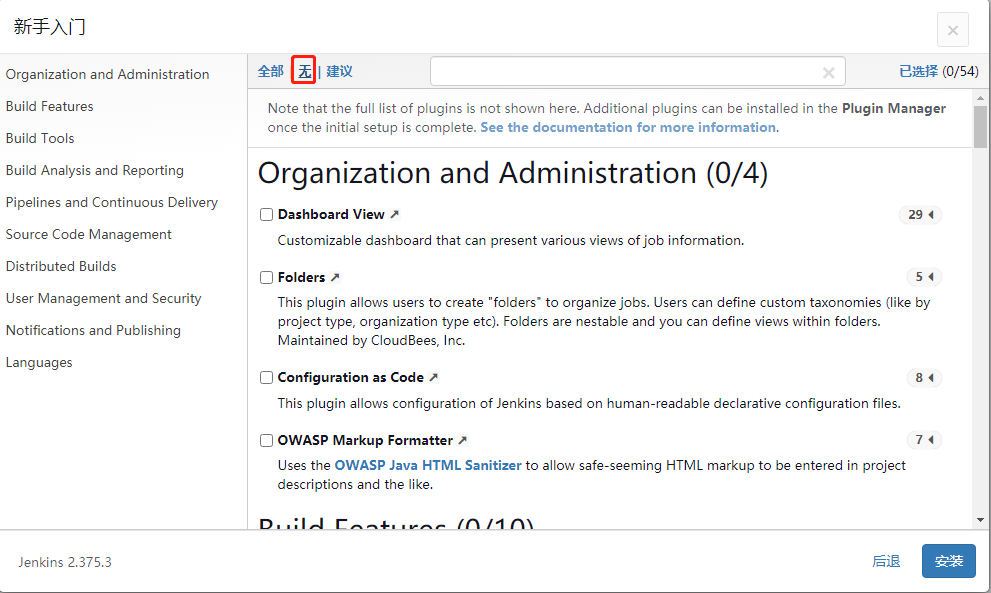 新手入门
×
Organization and Administration
Build Features
Build Tools
Build Analysis and Reporting
Pipelines and Continuous Delivery
Source Code Management
Distributed Builds
User Management and Security
Notifications and Publishing
Languages
全部 无 | 建议
已选择 (0/54)
Note that the full list of plugins is not shown here. Additional plugins can be installed in the Plugin Manager
once the initial setup is complete. See the documentation for more information.
Organization and Administration (0/4)
Dashboard View
29
Customizable dashboard that can present various views of job information.
Folders
5
This plugin allows users to create "folders" to organize jobs. Users can define custom taxonomies (like by
project type, organization type etc). Folders are nestable and you can define views within folders.
Maintained by CloudBees, Inc.
Configuration as Code
8
This plugin allows configuration of Jenkins based on human-readable declarative configuration files.
OWASP Markup Formatter
7
Uses the OWASP Java HTML Sanitizer to allow safe-seeming HTML markup to be entered in project
descriptions and the like.
Build Features (0/10)
Jenkins 2.375.3
后退
安装